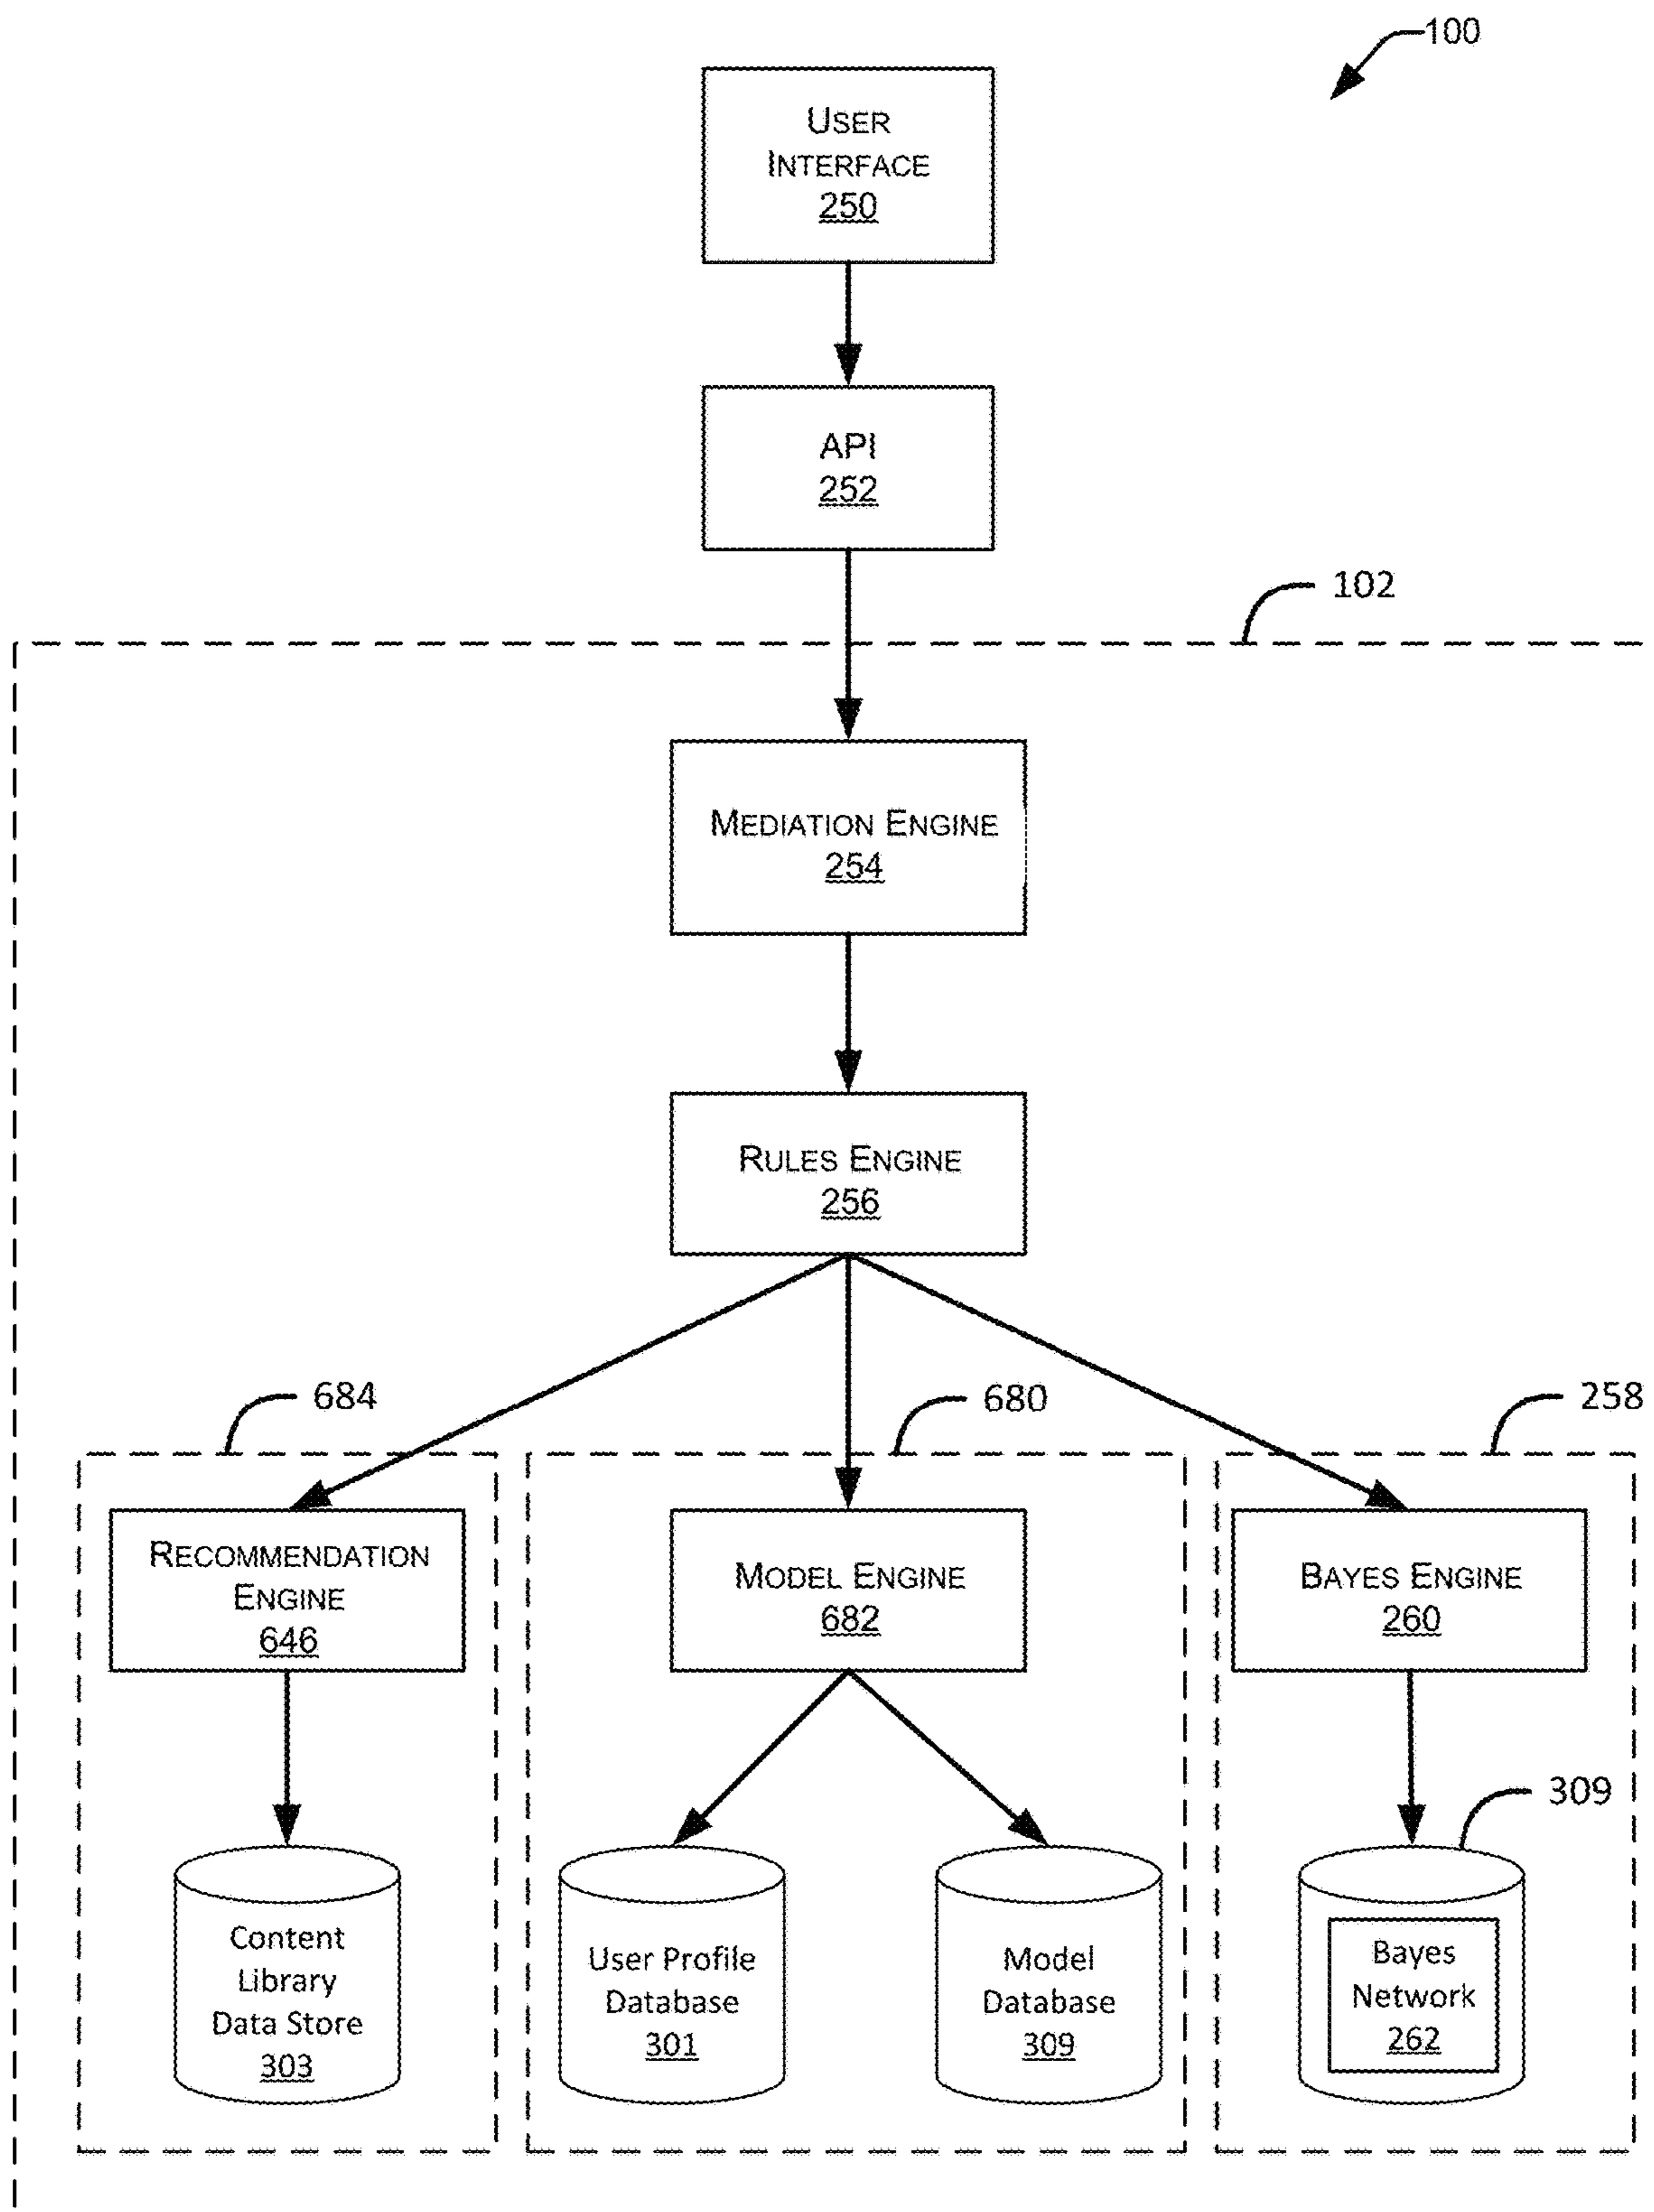 100
USER
INTERFACE
250
API
252
102
MEDIATION ENGINE
254
RULES ENGINE
256
684
680
258
RECOMMENDATION
ENGINE
646
MODEL ENGINE
682
BAYES ENGINE
260
309
Content
Library
Data Store
303
User Profile
Database
301
Model
Database
309
Bayes
Network
262